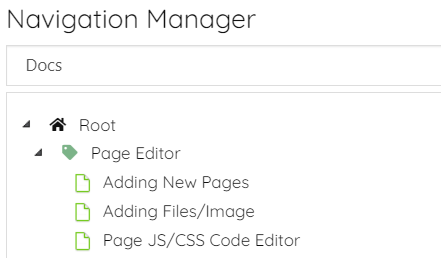 Navigation Manager
Docs
Root
Page Editor
Adding New Pages
Adding Files/Image
Page JS/CSS Code Editor